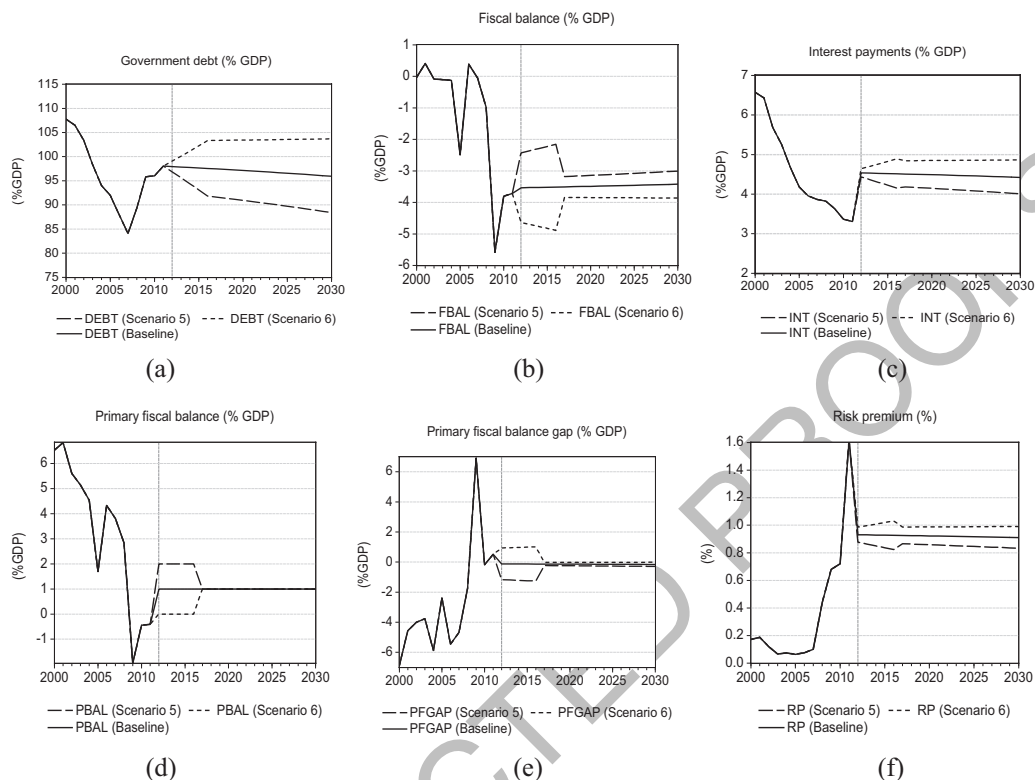 Government debt (% GDP)
(%GDP)
115
110
105
100
95
90
85
80
75
2000 2005 2010 2015 2020 2025 2030
DEBT (Scenario 5) DEBT (Scenario 6)
DEBT (Baseline)
(a)
Fiscal balance (% GDP)
(%GDP)
1
0
-1
-2
-3
-4
-5
-6
2000 2005 2010 2015 2020 2025 2030
FBAL (Scenario 5) FBAL (Scenario 6)
FBAL (Baseline)
(b)
Interest payments (% GDP)
(%GDP)
7
6
5
4
3
2
2000 2005 2010 2015 2020 2025 2030
INT (Scenario 5) INT (Scenario 6)
INT (Baseline)
(c)
Primary fiscal balance (% GDP)
(%GDP)
6
5
4
3
2
1
0
-1
2000 2005 2010 2015 2020 2025 2030
PBAL (Scenario 5) PBAL (Scenario 6)
PBAL (Baseline)
(d)
Primary fiscal balance gap (% GDP)
(%GDP)
6
4
2
0
-2
-4
-6
2000 2005 2010 2015 2020 2025 2030
PFGAP (Scenario 5) PFGAP (Scenario 6)
PFGAP (Baseline)
(e)
Risk premium (%)
(%)
1.6
1.4
1.2
1.0
0.8
0.6
0.4
0.2
0.0
2000 2005 2010 2015 2020 2025 2030
RP (Scenario 5) RP (Scenario 6)
RP (Baseline)
(f)
CTED PROO